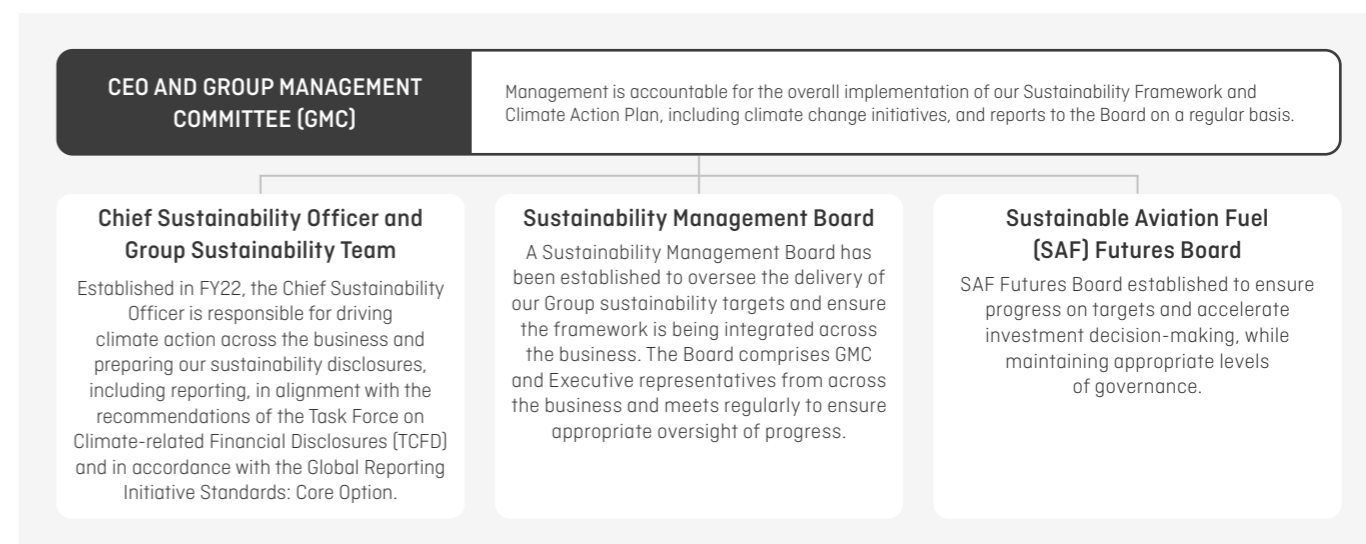 CEO AND GROUP MANAGEMENT
COMMITTEE (GMC)
Management is accountable for the overall implementation of our Sustainability Framework and
Climate Action Plan, including climate change initiatives, and reports to the Board on a regular basis.
Chief Sustainability Officer and
Group Sustainability Team
Established in FY22, the Chief Sustainability
Officer is responsible for driving
climate action across the business and
preparing our sustainability disclosures,
including reporting, in alignment with the
recommendations of the Task Force on
Climate-related Financial Disclosures (TCFD)
and in accordance with the Global Reporting
Initiative Standards: Core Option.
Sustainability Management Board
A Sustainability Management Board has
been established to oversee the delivery of
our Group sustainability targets and ensure
the framework is being integrated across
the business. The Board comprises GMC
and Executive representatives from across
the business and meets regularly to ensure
appropriate oversight of progress.
Sustainable Aviation Fuel
(SAF) Futures Board
SAF Futures Board established to ensure
progress on targets and accelerate
investment decision-making, while
maintaining appropriate levels
of governance.